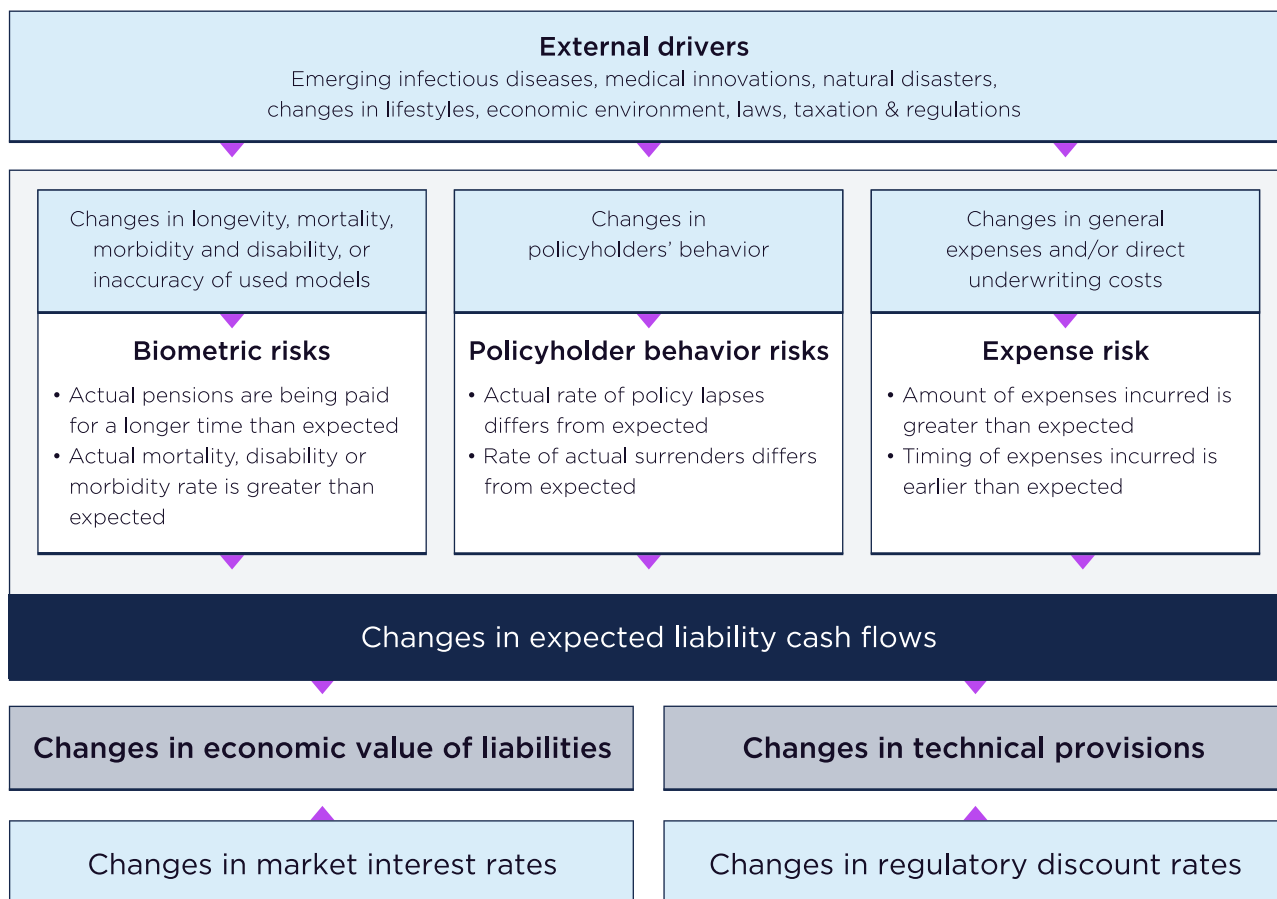 External drivers
Emerging infectious diseases, medical innovations, natural disasters,
changes in lifestyles, economic environment, laws, taxation & regulations
Changes in longevity, mortality,
morbidity and disability, or
inaccuracy of used models
Biometric risks
• Actual pensions are being paid
for a longer time than expected
• Actual mortality, disability or
morbidity rate is greater than
expected
Changes in
policyholders’ behavior
Policyholder behavior risks
• Actual rate of policy lapses
differs from expected
• Rate of actual surrenders differs
from expected
Changes in general
expenses and/or direct
underwriting costs
Expense risk
• Amount of expenses incurred is
greater than expected
• Timing of expenses incurred is
earlier than expected
Changes in expected liability cash flows
Changes in economic value of liabilities
Changes in technical provisions
Changes in market interest rates
Changes in regulatory discount rates